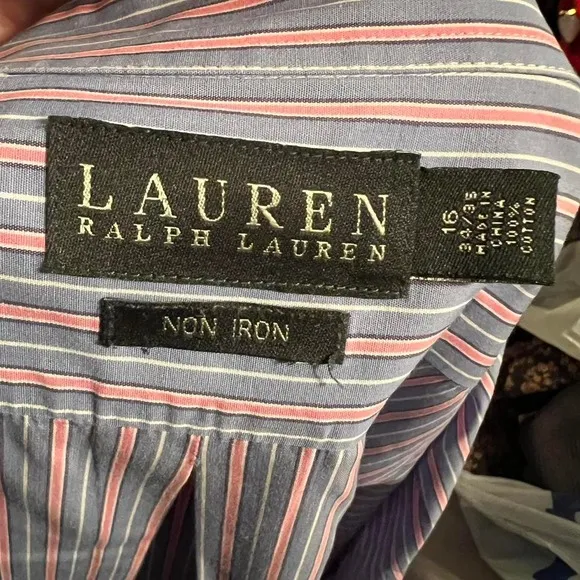 LAUREN
RALPH LAUREN
16
34/35
MADE IN
CHINA
100%
COTTON
NON IRON